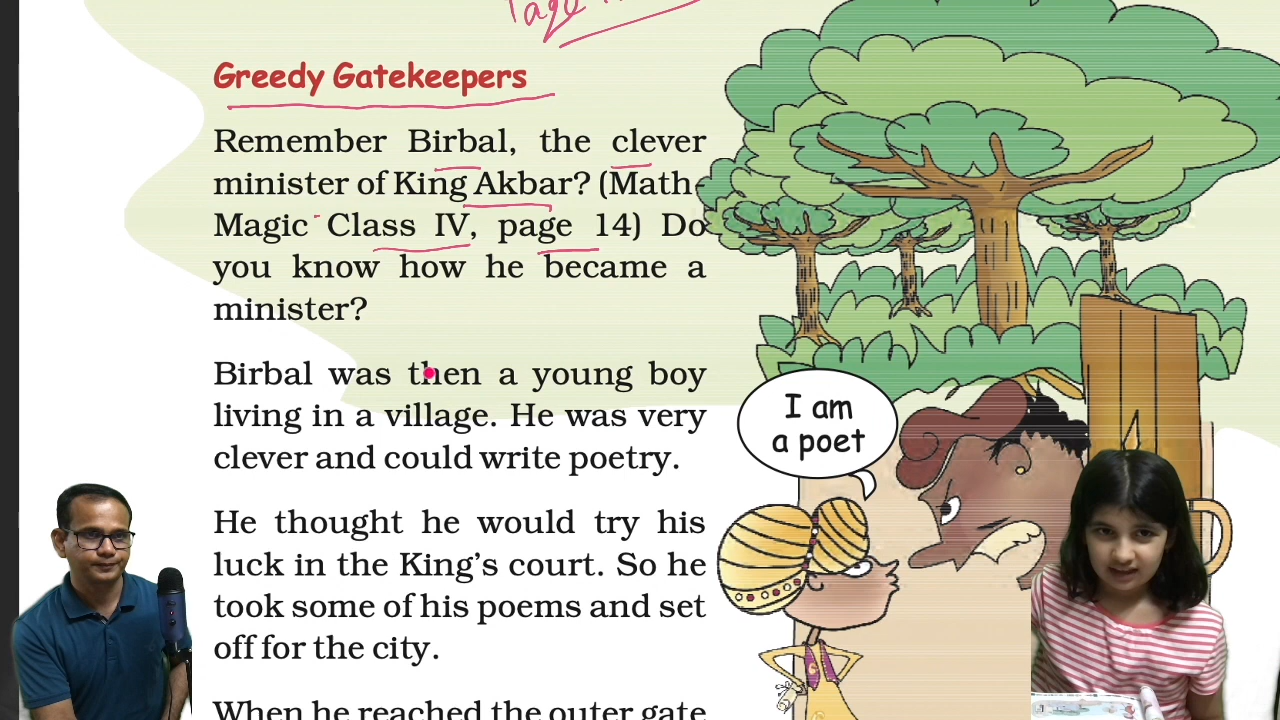 Page
Greedy Gatekeepers
Remember Birbal, the clever
minister of King Akbar? (Math-
Magic Class IV, page 14) Do
you know how he became a
minister?
Birbal was then a young boy
living in a village. He was very
clever and could write poetry.
He thought he would try his
luck in the King's court. So he
took some of his poems and set
off for the city.
When he reached the outer gate
I am
a poet